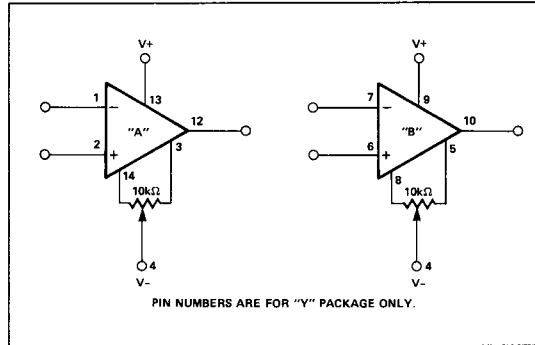 V+
V+
1
−
13
12
7
−
9
10
"A"
"B"
2
+
3
6
+
5
14
8
10kΩ
10kΩ
4
4
V−
V−
PIN NUMBERS ARE FOR "Y" PACKAGE ONLY.